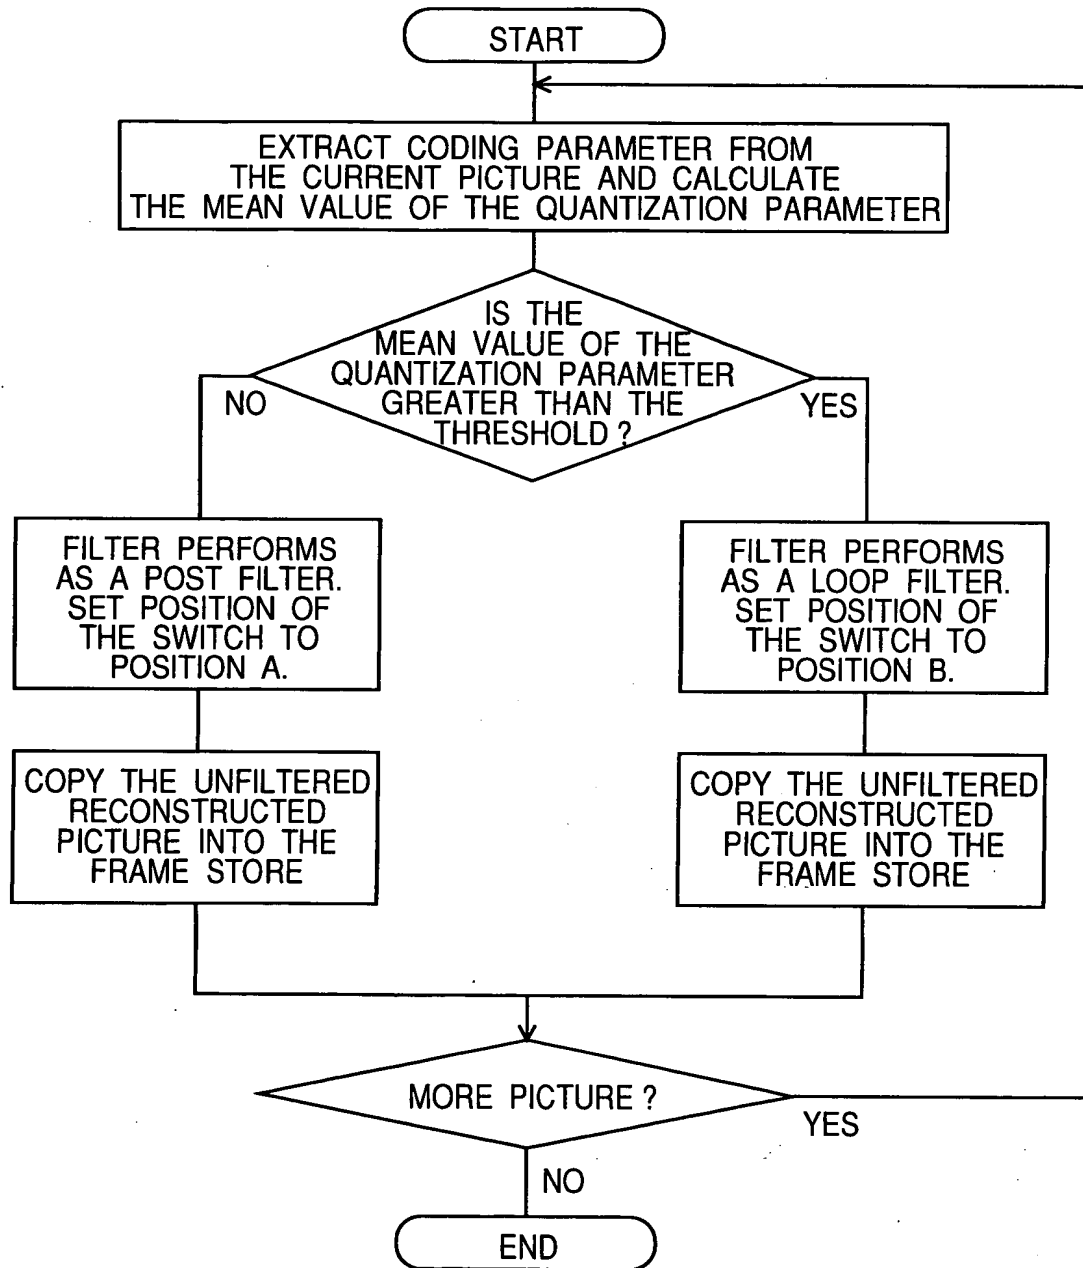 START
EXTRACT CODING PARAMETER FROM
THE CURRENT PICTURE AND CALCULATE
THE MEAN VALUE OF THE QUANTIZATION PARAMETER
IS THE
MEAN VALUE OF THE
QUANTIZATION PARAMETER
GREATER THAN THE
THRESHOLD ?
NO
YES
FILTER PERFORMS
AS A POST FILTER.
SET POSITION OF
THE SWITCH TO
POSITION A.
FILTER PERFORMS
AS A LOOP FILTER.
SET POSITION OF
THE SWITCH TO
POSITION B.
COPY THE UNFILTERED
RECONSTRUCTED
PICTURE INTO THE
FRAME STORE
COPY THE UNFILTERED
RECONSTRUCTED
PICTURE INTO THE
FRAME STORE
MORE PICTURE ?
YES
NO
END